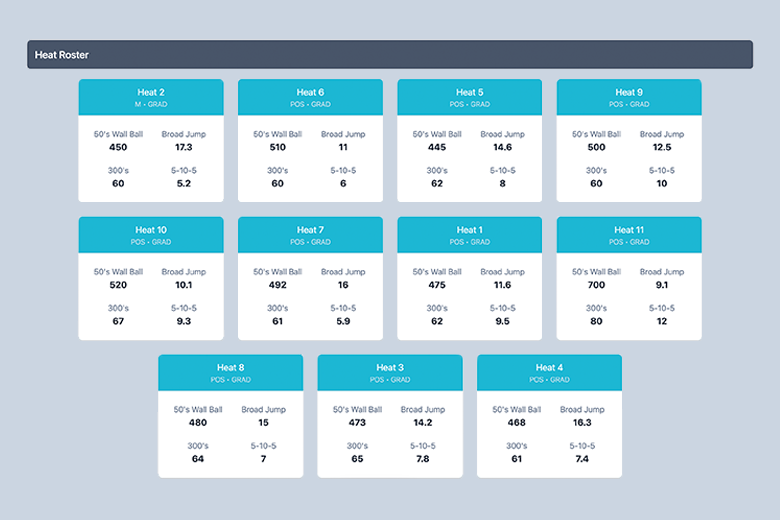 Heat Roster
Heat 2
M • GRAD
50's Wall Ball Broad Jump
450 17.3
300's 5-10-5
60 5.2
Heat 6
POS • GRAD
50's Wall Ball Broad Jump
510 11
300's 5-10-5
60 6
Heat 5
POS • GRAD
50's Wall Ball Broad Jump
445 14.6
300's 5-10-5
62 8
Heat 9
POS • GRAD
50's Wall Ball Broad Jump
500 12.5
300's 5-10-5
60 10
Heat 10
POS • GRAD
50's Wall Ball Broad Jump
520 10.1
300's 5-10-5
67 9.3
Heat 7
POS • GRAD
50's Wall Ball Broad Jump
492 16
300's 5-10-5
61 5.9
Heat 1
POS • GRAD
50's Wall Ball Broad Jump
475 11.6
300's 5-10-5
62 9.5
Heat 11
POS • GRAD
50's Wall Ball Broad Jump
700 9.1
300's 5-10-5
80 12
Heat 8
POS • GRAD
50's Wall Ball Broad Jump
480 15
300's 5-10-5
64 7
Heat 3
POS • GRAD
50's Wall Ball Broad Jump
473 14.2
300's 5-10-5
65 7.8
Heat 4
POS • GRAD
50's Wall Ball Broad Jump
468 16.3
300's 5-10-5
61 7.4